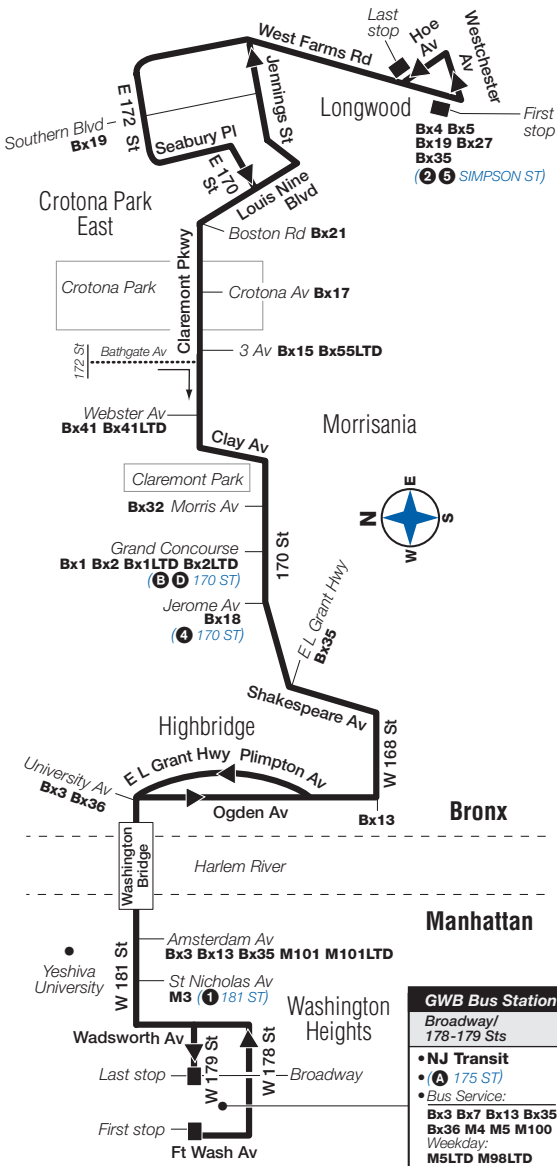 Last
stop
Hoe
Av
Westchester
Av
West Farms Rd
Jennings St
E 172 St
Longwood
First
stop
Bx4 Bx5
Bx19 Bx27
Bx35
(2 5 SIMPSON ST)
Southern Blvd
Bx19
Seabury Pl
E 170
St
Louis Nine
Blvd
Crotona Park
East
Boston Rd Bx21
Claremont Pkwy
Crotona Park
Crotona Av Bx17
172 St
Bathgate Av
3 Av Bx15 Bx55LTD
Webster Av
Bx41 Bx41LTD
Clay Av
Morrisania
Claremont Park
Bx32 Morris Av
N
E
S
W
Grand Concourse
Bx1 Bx2 Bx1LTD Bx2LTD
(B D 170 ST)
170 St
Jerome Av
Bx18
(4 170 ST)
E L Grant Hwy
Bx35
Shakespeare Av
W 168 St
Highbridge
E L Grant Hwy
Plimpton Av
University Av
Bx3 Bx36
Ogden Av
Bx13
Bronx
Washington
Bridge
Harlem River
Manhattan
W 181 St
Amsterdam Av
Bx3 Bx13 Bx35 M101 M101LTD
Yeshiva
University
St Nicholas Av
M3 (1 181 ST)
Washington
Heights
Wadsworth Av
W 179 St
W 178 St
Last stop
Broadway
First stop
Ft Wash Av
GWB Bus Station
Broadway/
178-179 Sts
• NJ Transit
• (A 175 ST)
• Bus Service:
Bx3 Bx7 Bx13 Bx35
Bx36 M4 M5 M100
Weekday:
M5LTD M98LTD